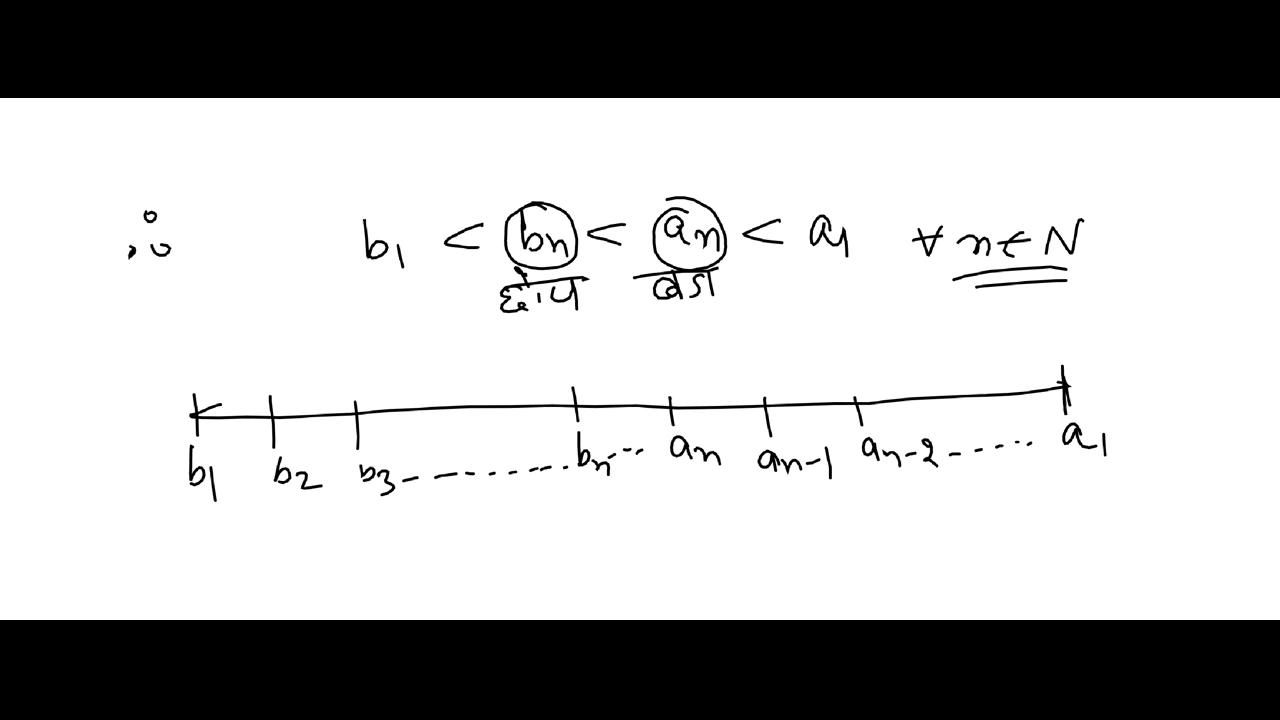 ∴ b₁ < bₙ < aₙ < a₁ ∀ n ∈ N
b₁ b₂ b₃ ---------- bₙ ... aₙ aₙ₋₁ aₙ₋₂ ------ a₁